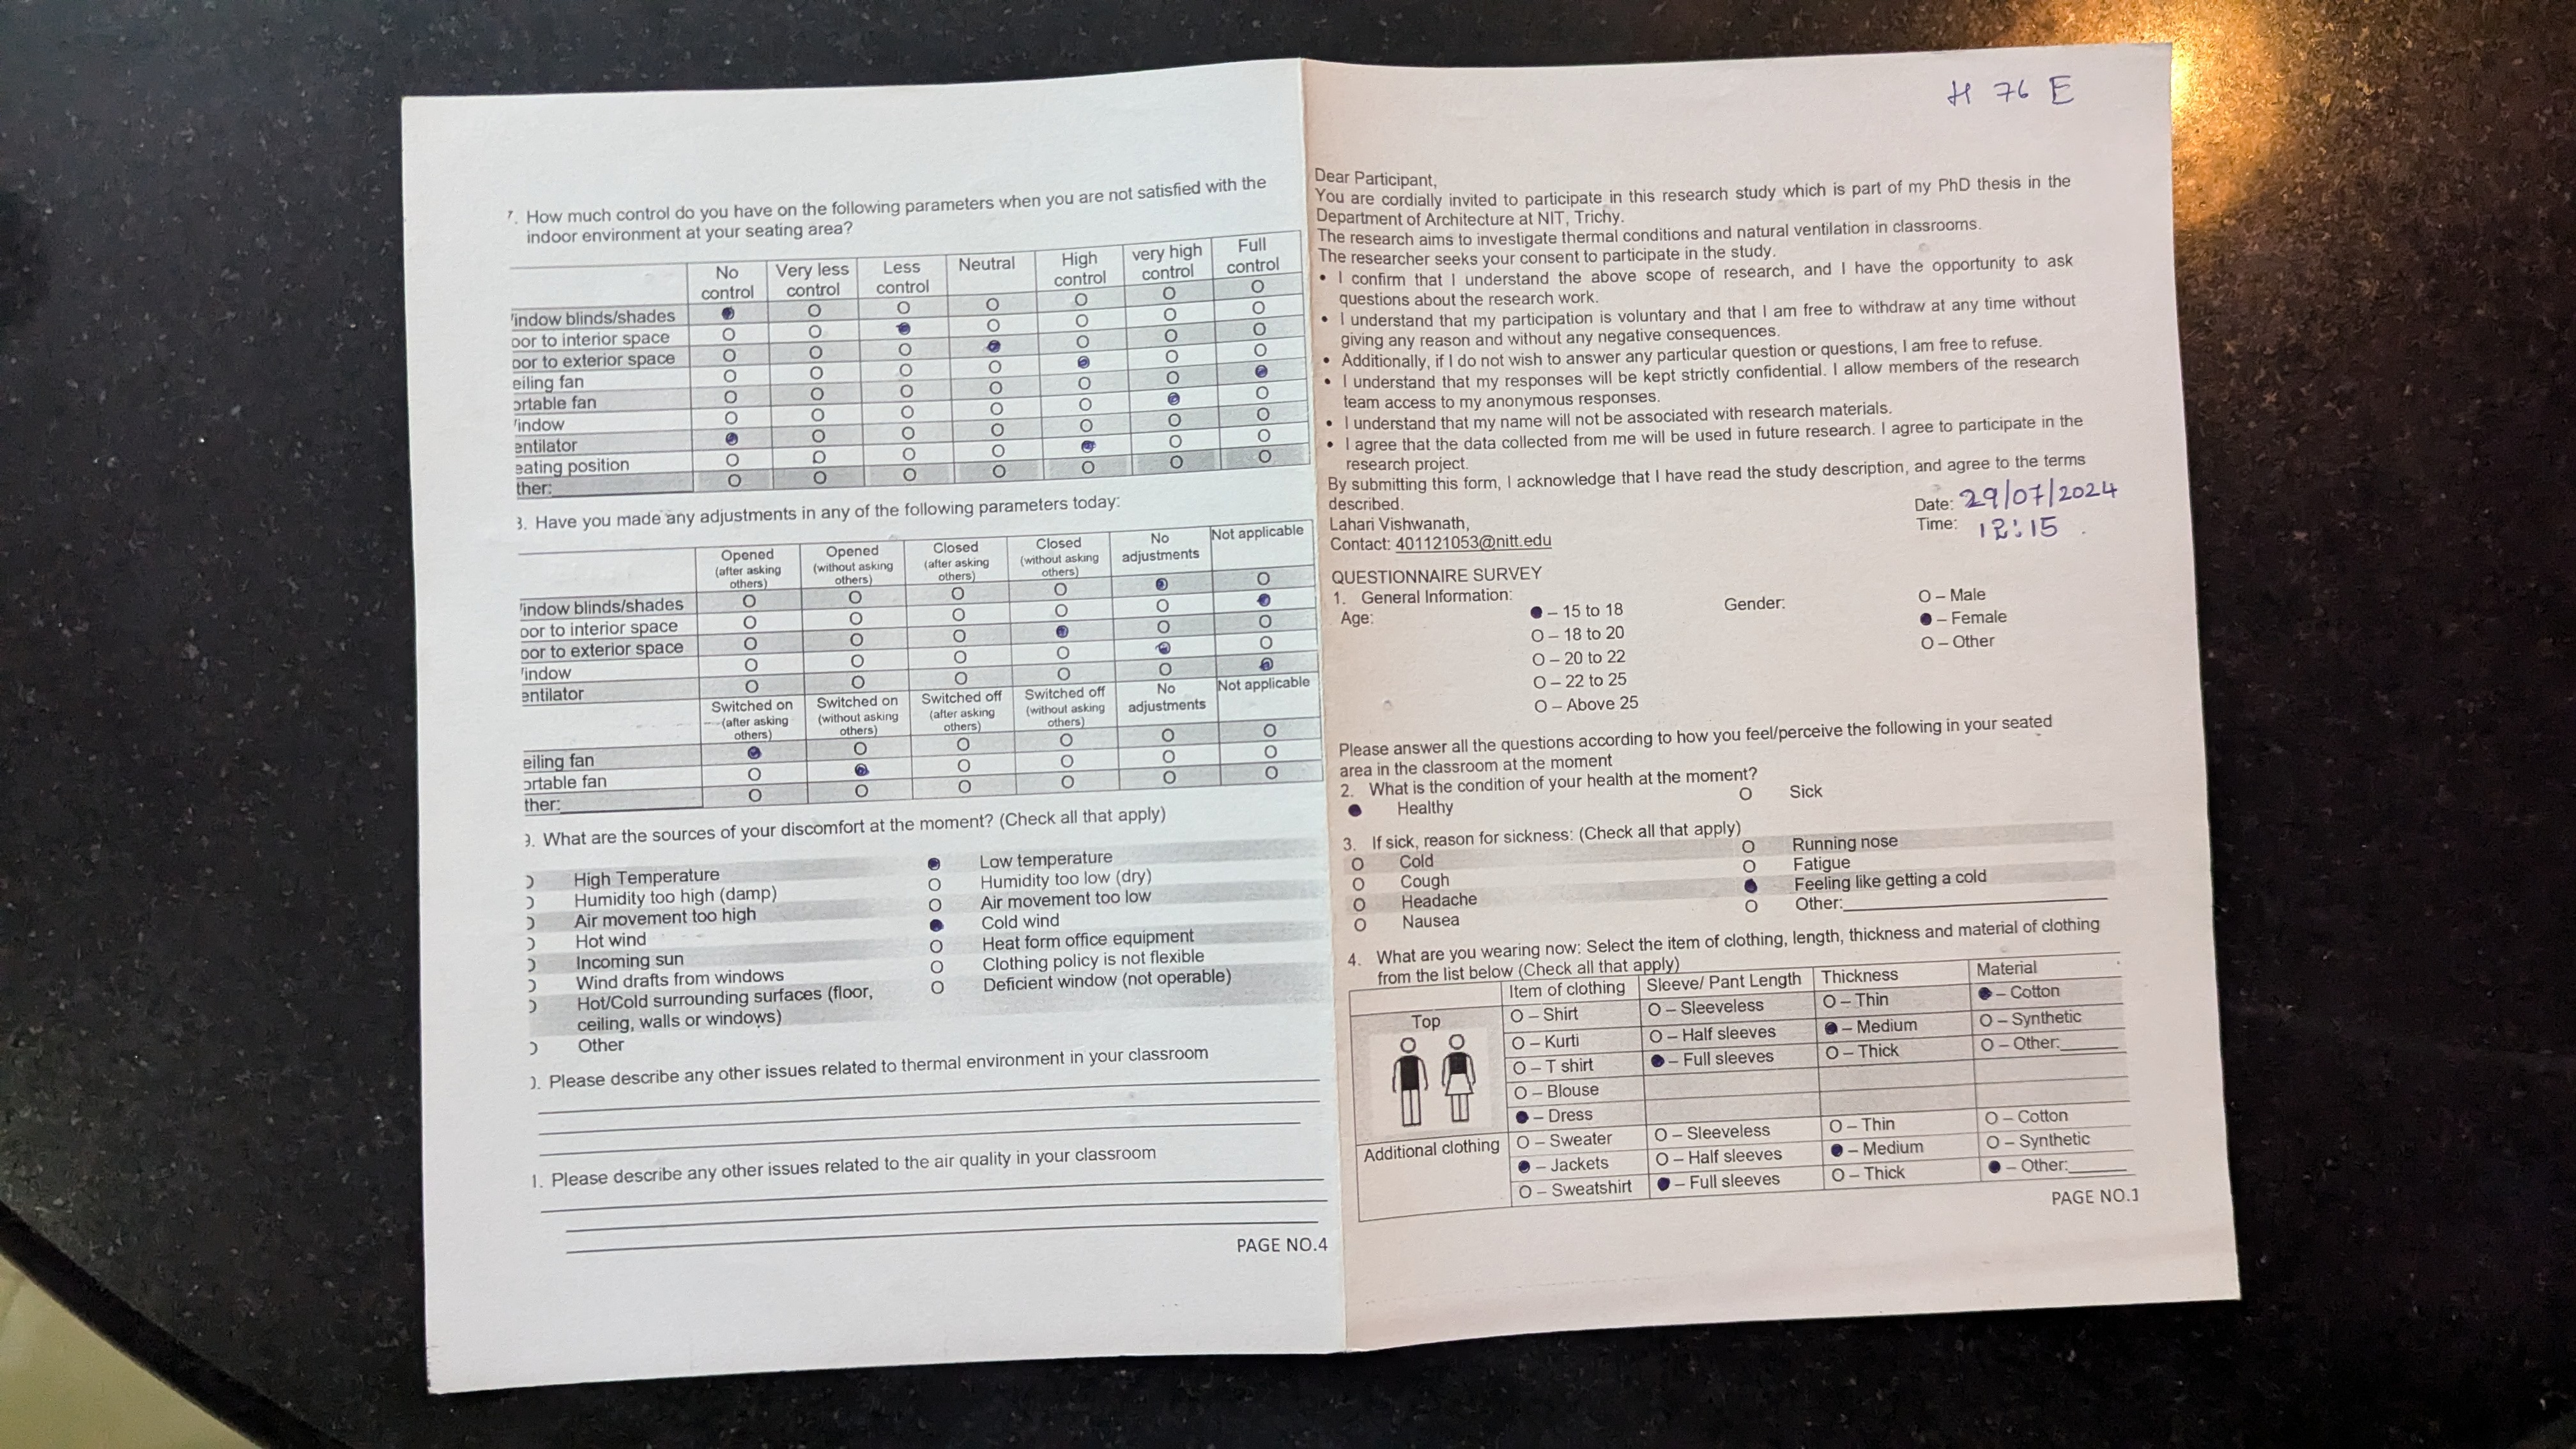 7. How much control do you have on the following parameters when you are not satisfied with the
indoor environment at your seating area?
No control Very less control Less control Neutral High control very high control Full control
indow blinds/shades
oor to interior space
oor to exterior space
eiling fan
ortable fan
indow
entilator
eating position
ther:
3. Have you made any adjustments in any of the following parameters today:
Opened (after asking others) Opened (without asking others) Closed (after asking others) Closed (without asking others) No adjustments Not applicable
indow blinds/shades
oor to interior space
oor to exterior space
indow
entilator
Switched on (after asking others) Switched on (without asking others) Switched off (after asking others) Switched off (without asking others) No adjustments Not applicable
eiling fan
ortable fan
ther:
9. What are the sources of your discomfort at the moment? (Check all that apply)
High Temperature Low temperature
Humidity too high (damp) Humidity too low (dry)
Air movement too high Air movement too low
Hot wind Cold wind
Incoming sun Heat form office equipment
Wind drafts from windows Clothing policy is not flexible
Hot/Cold surrounding surfaces (floor, Deficient window (not operable)
ceiling, walls or windows)
Other
). Please describe any other issues related to thermal environment in your classroom
1. Please describe any other issues related to the air quality in your classroom
PAGE NO.4
H 76 E
Dear Participant,
You are cordially invited to participate in this research study which is part of my PhD thesis in the
Department of Architecture at NIT, Trichy.
The research aims to investigate thermal conditions and natural ventilation in classrooms.
The researcher seeks your consent to participate in the study.
• I confirm that I understand the above scope of research, and I have the opportunity to ask
questions about the research work.
• I understand that my participation is voluntary and that I am free to withdraw at any time without
giving any reason and without any negative consequences.
• Additionally, if I do not wish to answer any particular question or questions, I am free to refuse.
• I understand that my responses will be kept strictly confidential. I allow members of the research
team access to my anonymous responses.
• I understand that my name will not be associated with research materials.
• I agree that the data collected from me will be used in future research. I agree to participate in the
research project.
By submitting this form, I acknowledge that I have read the study description, and agree to the terms
described.
Date: 29/07/2024
Lahari Vishwanath,
Time: 12:15
Contact: 401121053@nitt.edu
QUESTIONNAIRE SURVEY
1. General Information:
Age: – 15 to 18 Gender: O – Male
O – 18 to 20 – Female
O – 20 to 22 O – Other
O – 22 to 25
O – Above 25
Please answer all the questions according to how you feel/perceive the following in your seated
area in the classroom at the moment
2. What is the condition of your health at the moment?
Healthy O Sick
3. If sick, reason for sickness: (Check all that apply)
O Cold O Running nose
O Cough O Fatigue
O Headache Feeling like getting a cold
O Nausea O Other:
4. What are you wearing now: Select the item of clothing, length, thickness and material of clothing
from the list below (Check all that apply)
Item of clothing Sleeve/ Pant Length Thickness Material
Top O – Shirt O – Sleeveless O – Thin – Cotton
O – Kurti O – Half sleeves – Medium O – Synthetic
O – T shirt – Full sleeves O – Thick O – Other:
O – Blouse
– Dress
Additional clothing O – Sweater O – Sleeveless O – Thin O – Cotton
– Jackets O – Half sleeves – Medium O – Synthetic
O – Sweatshirt – Full sleeves O – Thick – Other:
PAGE NO.1